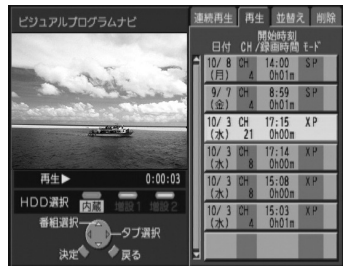 ビジュアルプログラムナビ
連続再生 再生 並替え 削除
開始時刻
日付 CH/録画時間 モード
10/ 8 CH 14:00 SP
(月) 4 0h01m
9/ 7 CH 8:59 SP
(金) 4 0h01m
10/ 3 CH 17:15 XP
(水) 21 0h00m
10/ 3 CH 17:14 XP
(水) 8 0h00m
10/ 3 CH 15:08 XP
(水) 8 0h00m
10/ 3 CH 15:03 XP
(水) 4 0h01m
再生▶ 0:00:03
HDD選択 内蔵 増設1 増設2
番組選択
タブ選択
決定 戻る